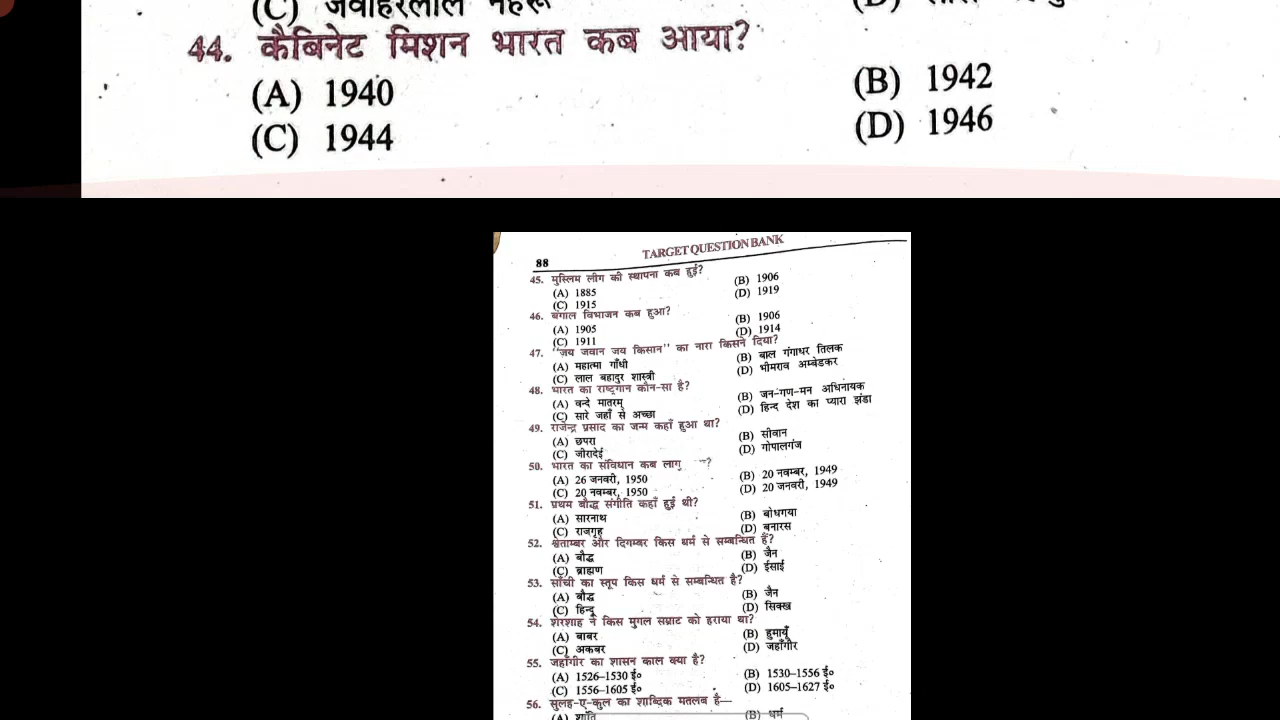 (C) जवाहरलाल नेहरू (D)
44. कैबिनेट मिशन भारत कब आया?
(A) 1940 (B) 1942
(C) 1944 (D) 1946
88 TARGET QUESTION BANK
45. मुस्लिम लीग की स्थापना कब हुई?
(A) 1885 (B) 1906
(C) 1915 (D) 1919
46. बंगाल विभाजन कब हुआ?
(A) 1905 (B) 1906
(C) 1911 (D) 1914
47. "जय जवान जय किसान" का नारा किसने दिया?
(A) महात्मा गाँधी (B) बाल गंगाधर तिलक
(C) लाल बहादुर शास्त्री (D) भीमराव अम्बेडकर
48. भारत का राष्ट्रगान कौन-सा है?
(A) वन्दे मातरम् (B) जन-गण-मन अधिनायक
(C) सारे जहाँ से अच्छा (D) हिन्द देश का प्यारा झंडा
49. राजेन्द्र प्रसाद का जन्म कहाँ हुआ था?
(A) छपरा (B) सीवान
(C) जीरादेई (D) गोपालगंज
50. भारत का संविधान कब लागू ?
(A) 26 जनवरी, 1950 (B) 20 नवम्बर, 1949
(C) 20 नवम्बर, 1950 (D) 20 जनवरी, 1949
51. प्रथम बौद्ध संगीति कहाँ हुई थी?
(A) सारनाथ (B) बोधगया
(C) राजगृह (D) बनारस
52. श्वेताम्बर और दिगम्बर किस धर्म से सम्बन्धित हैं?
(A) बौद्ध (B) जैन
(C) ब्राह्मण (D) ईसाई
53. साँची का स्तूप किस धर्म से सम्बन्धित है?
(A) बौद्ध (B) जैन
(C) हिन्दू (D) सिक्ख
54. शेरशाह ने किस मुगल सम्राट को हराया था?
(A) बाबर (B) हुमायूँ
(C) अकबर (D) जहाँगीर
55. जहाँगीर का शासन काल क्या है?
(A) 1526–1530 ई० (B) 1530–1556 ई०
(C) 1556–1605 ई० (D) 1605–1627 ई०
56. सुलह-ए-कुल का शाब्दिक मतलब है—
(A) शांति (B) धर्म